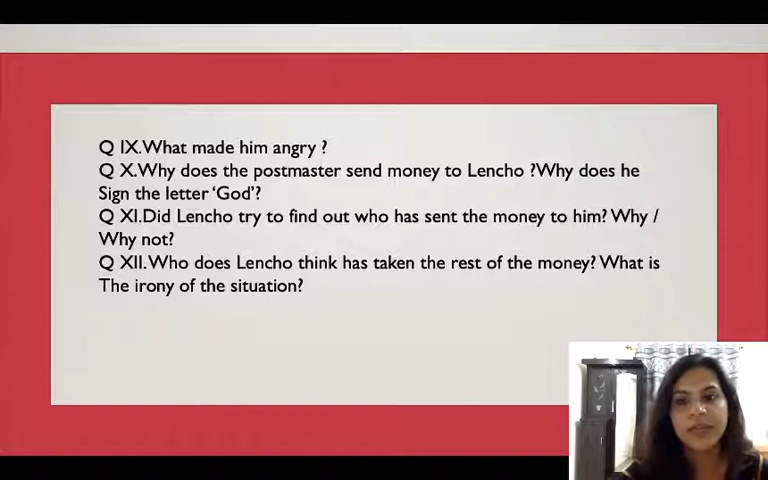 Q IX.What made him angry ?
Q X.Why does the postmaster send money to Lencho ?Why does he
Sign the letter ‘God’?
Q XI.Did Lencho try to find out who has sent the money to him? Why /
Why not?
Q XII.Who does Lencho think has taken the rest of the money? What is
The irony of the situation?